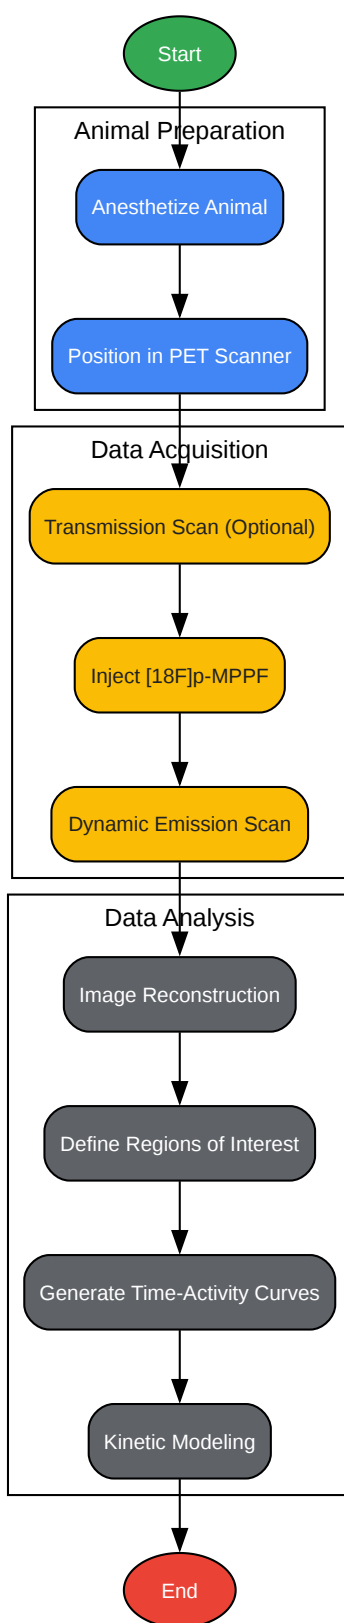 Start
Animal Preparation
Anesthetize Animal
Position in PET Scanner
Data Acquisition
Transmission Scan (Optional)
Inject [18F]p-MPPF
Dynamic Emission Scan
Data Analysis
Image Reconstruction
Define Regions of Interest
Generate Time-Activity Curves
Kinetic Modeling
End